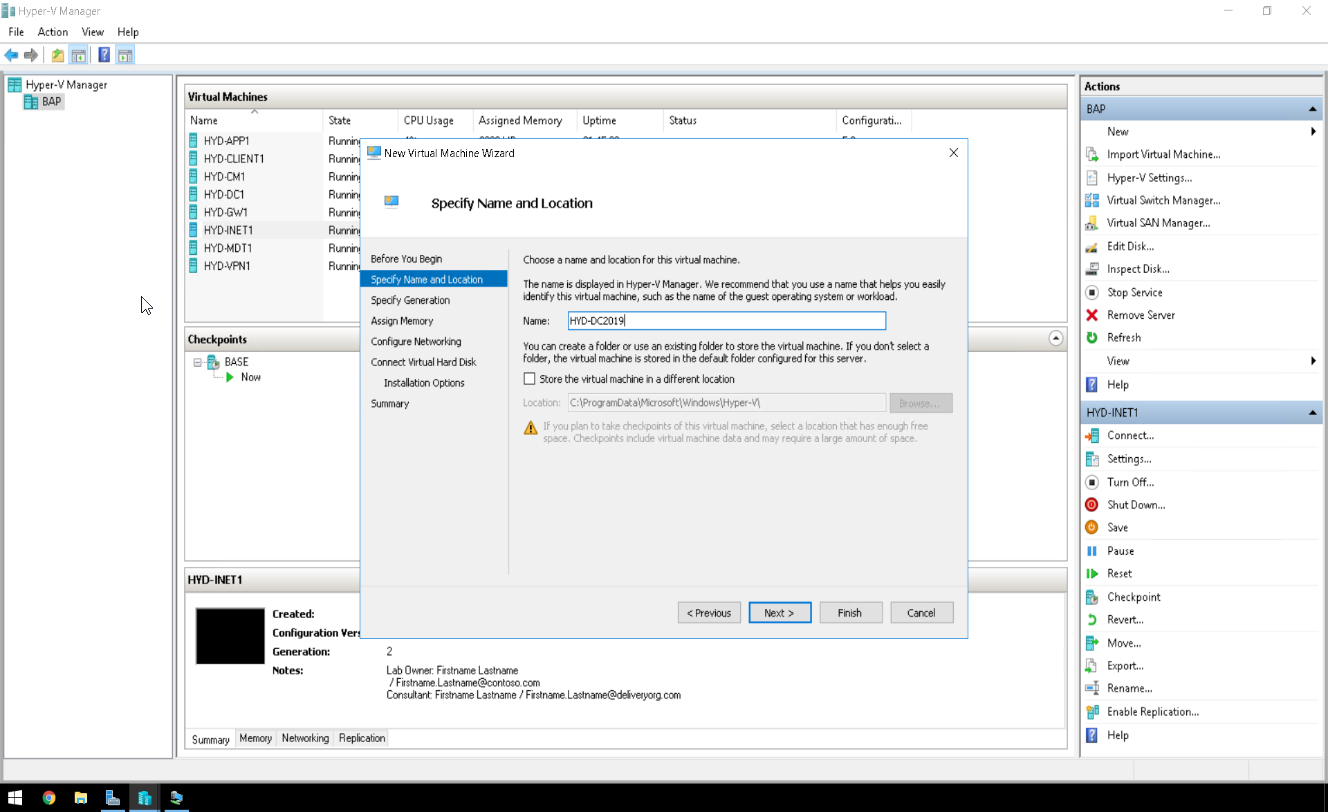 Hyper-V Manager
File Action View Help
Hyper-V Manager
BAP
Virtual Machines
Name State CPU Usage Assigned Memory Uptime Status Configurati...
HYD-APP1 Running
HYD-CLIENT1 Running
HYD-CM1 Running
HYD-DC1 Running
HYD-GW1 Running
HYD-INET1 Running
HYD-MDT1 Running
HYD-VPN1 Running
Checkpoints
BASE
Now
HYD-INET1
Created:
Configuration Vers
Generation: 2
Notes: Lab Owner: Firstname Lastname
/ Firstname.Lastname@contoso.com
Consultant: Firstname Lastname / Firstname.Lastname@deliveryorg.com
Summary Memory Networking Replication
New Virtual Machine Wizard
Specify Name and Location
Before You Begin
Specify Name and Location
Specify Generation
Assign Memory
Configure Networking
Connect Virtual Hard Disk
Installation Options
Summary
Choose a name and location for this virtual machine.
The name is displayed in Hyper-V Manager. We recommend that you use a name that helps you easily
identify this virtual machine, such as the name of the guest operating system or workload.
Name: HYD-DC2019
You can create a folder or use an existing folder to store the virtual machine. If you don't select a
folder, the virtual machine is stored in the default folder configured for this server.
Store the virtual machine in a different location
Location: C:\ProgramData\Microsoft\Windows\Hyper-V\ Browse...
If you plan to take checkpoints of this virtual machine, select a location that has enough free
space. Checkpoints include virtual machine data and may require a large amount of space.
< Previous Next > Finish Cancel
Actions
BAP
New
Import Virtual Machine...
Hyper-V Settings...
Virtual Switch Manager...
Virtual SAN Manager...
Edit Disk...
Inspect Disk...
Stop Service
Remove Server
Refresh
View
Help
HYD-INET1
Connect...
Settings...
Turn Off...
Shut Down...
Save
Pause
Reset
Checkpoint
Revert...
Move...
Export...
Rename...
Enable Replication...
Help